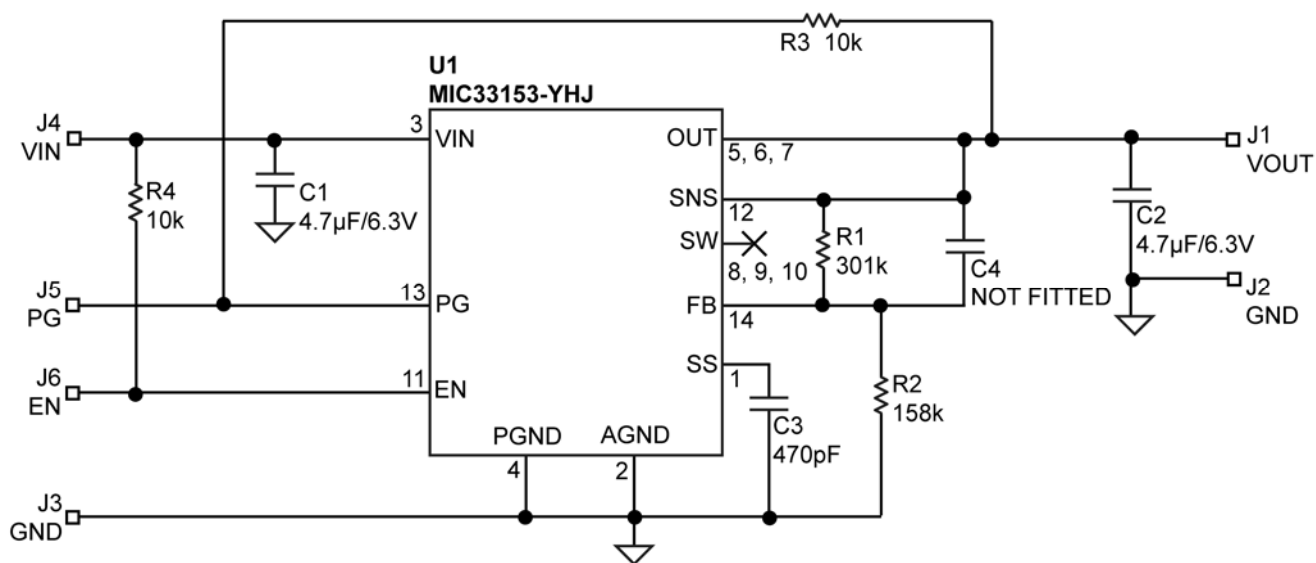 R3 10k
U1
MIC33153-YHJ
J4
VIN
3
VIN
OUT
5, 6, 7
J1
VOUT
R4
10k
C1
4.7µF/6.3V
SNS
12
SW
8, 9, 10
R1
301k
C4
NOT FITTED
C2
4.7µF/6.3V
J5
PG
13
PG
FB
14
J2
GND
J6
EN
11
EN
SS
1
R2
158k
C3
470pF
PGND
4
AGND
2
J3
GND